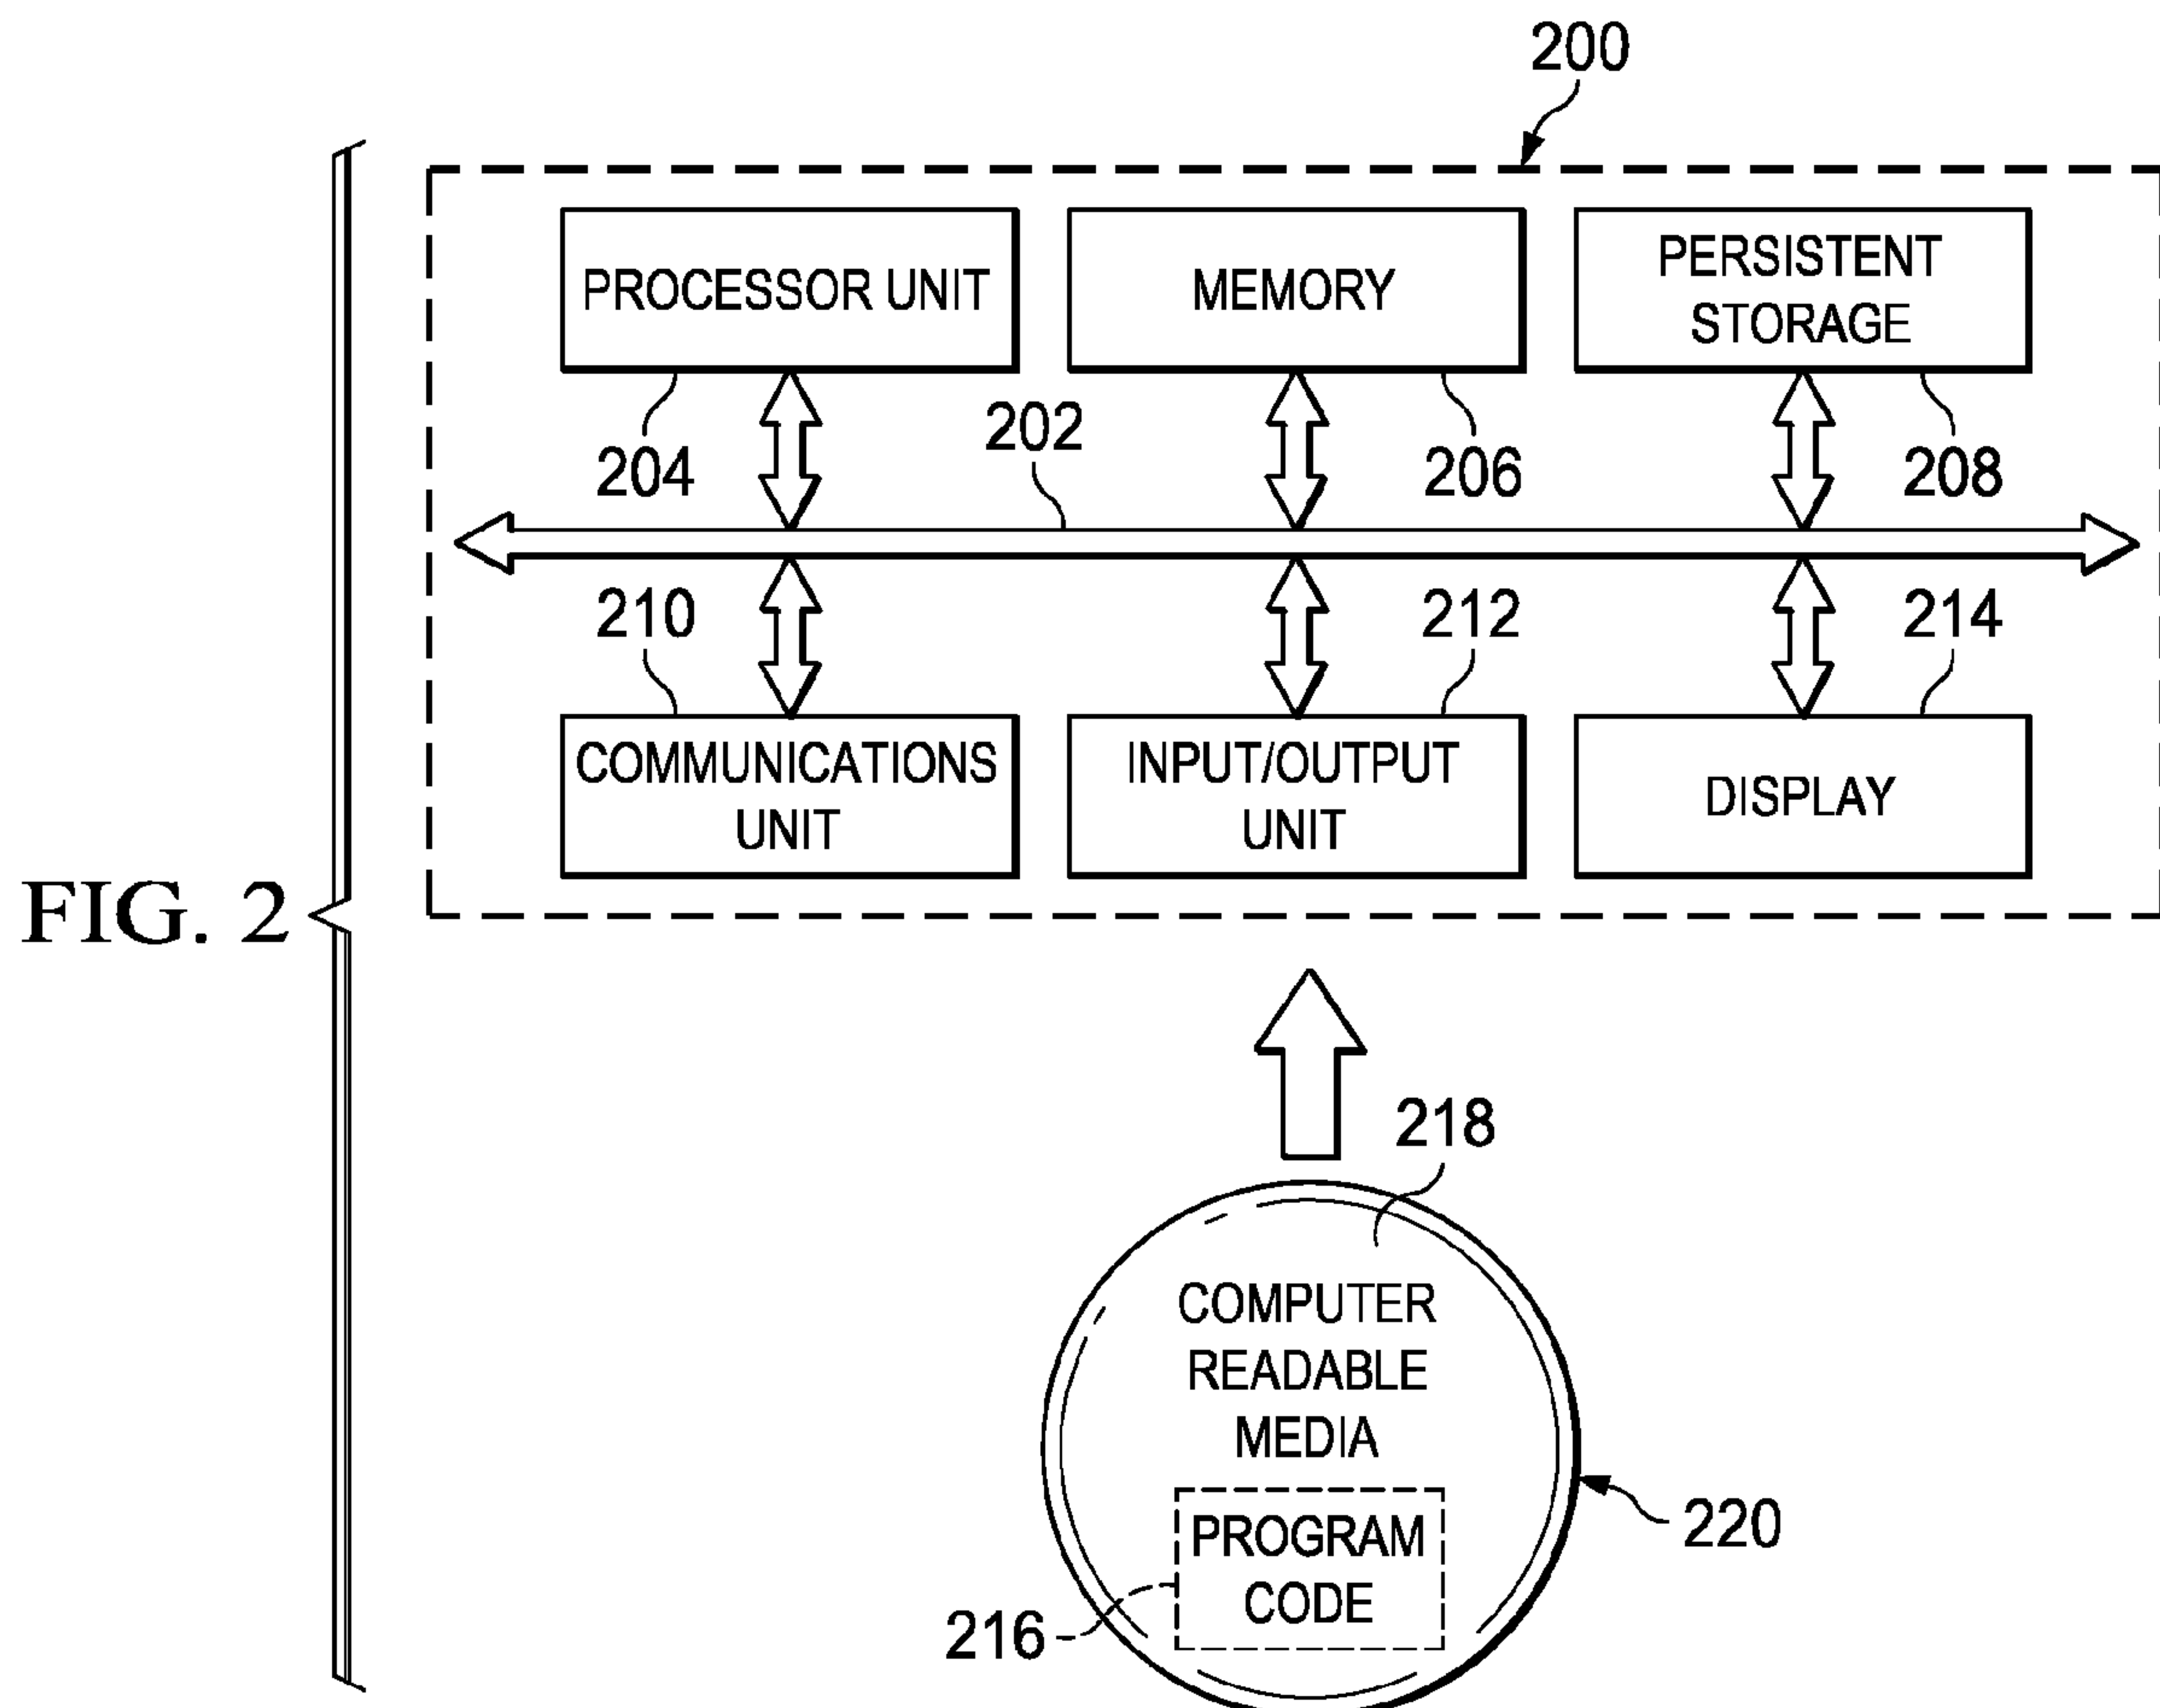 200
PROCESSOR UNIT
MEMORY
PERSISTENT
STORAGE
204
202
206
208
210
212
214
COMMUNICATIONS
UNIT
INPUT/OUTPUT
UNIT
DISPLAY
FIG. 2
218
COMPUTER
READABLE
MEDIA
PROGRAM
CODE
220
216